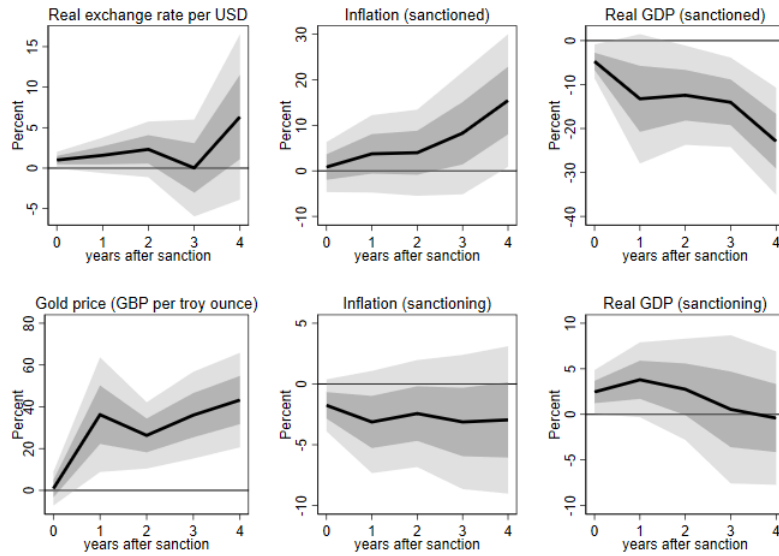 Real exchange rate per USD
Percent
15
10
5
0
-5
0 1 2 3 4
years after sanction
Inflation (sanctioned)
Percent
30
20
10
0
-10
0 1 2 3 4
years after sanction
Real GDP (sanctioned)
Percent
0
-10
-20
-30
-40
0 1 2 3 4
years after sanction
Gold price (GBP per troy ounce)
Percent
80
60
40
20
0
0 1 2 3 4
years after sanction
Inflation (sanctioning)
Percent
5
0
-5
-10
0 1 2 3 4
years after sanction
Real GDP (sanctioning)
Percent
10
5
0
-5
-10
0 1 2 3 4
years after sanction